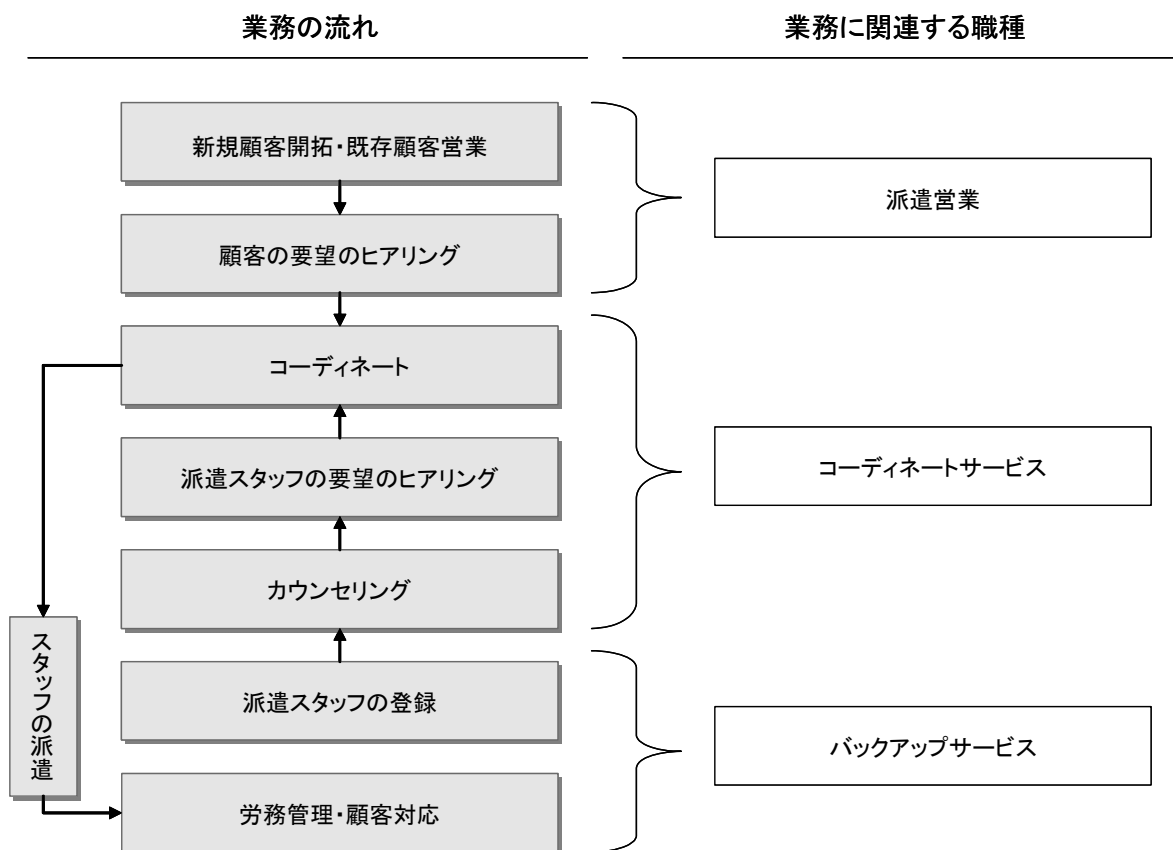 業務の流れ
業務に関連する職種
新規顧客開拓・既存顧客営業
顧客の要望のヒアリング
派遣営業
コーディネート
派遣スタッフの要望のヒアリング
カウンセリング
コーディネートサービス
スタッフの派遣
派遣スタッフの登録
労務管理・顧客対応
バックアップサービス